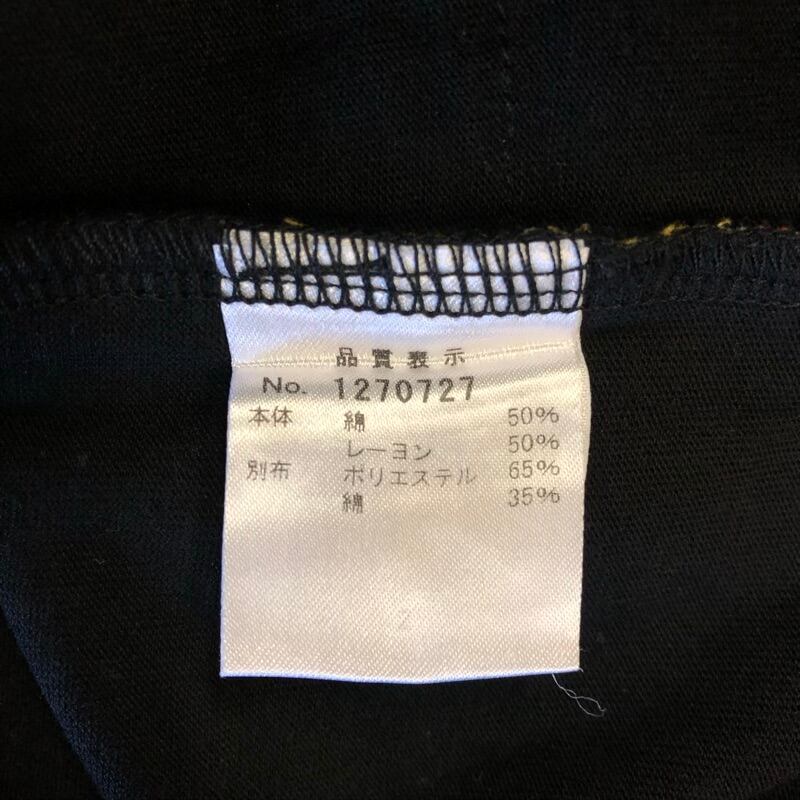 品質表示
No. 1270727
本体 綿 50%
レーヨン 50%
別布 ポリエステル 65%
綿 35%